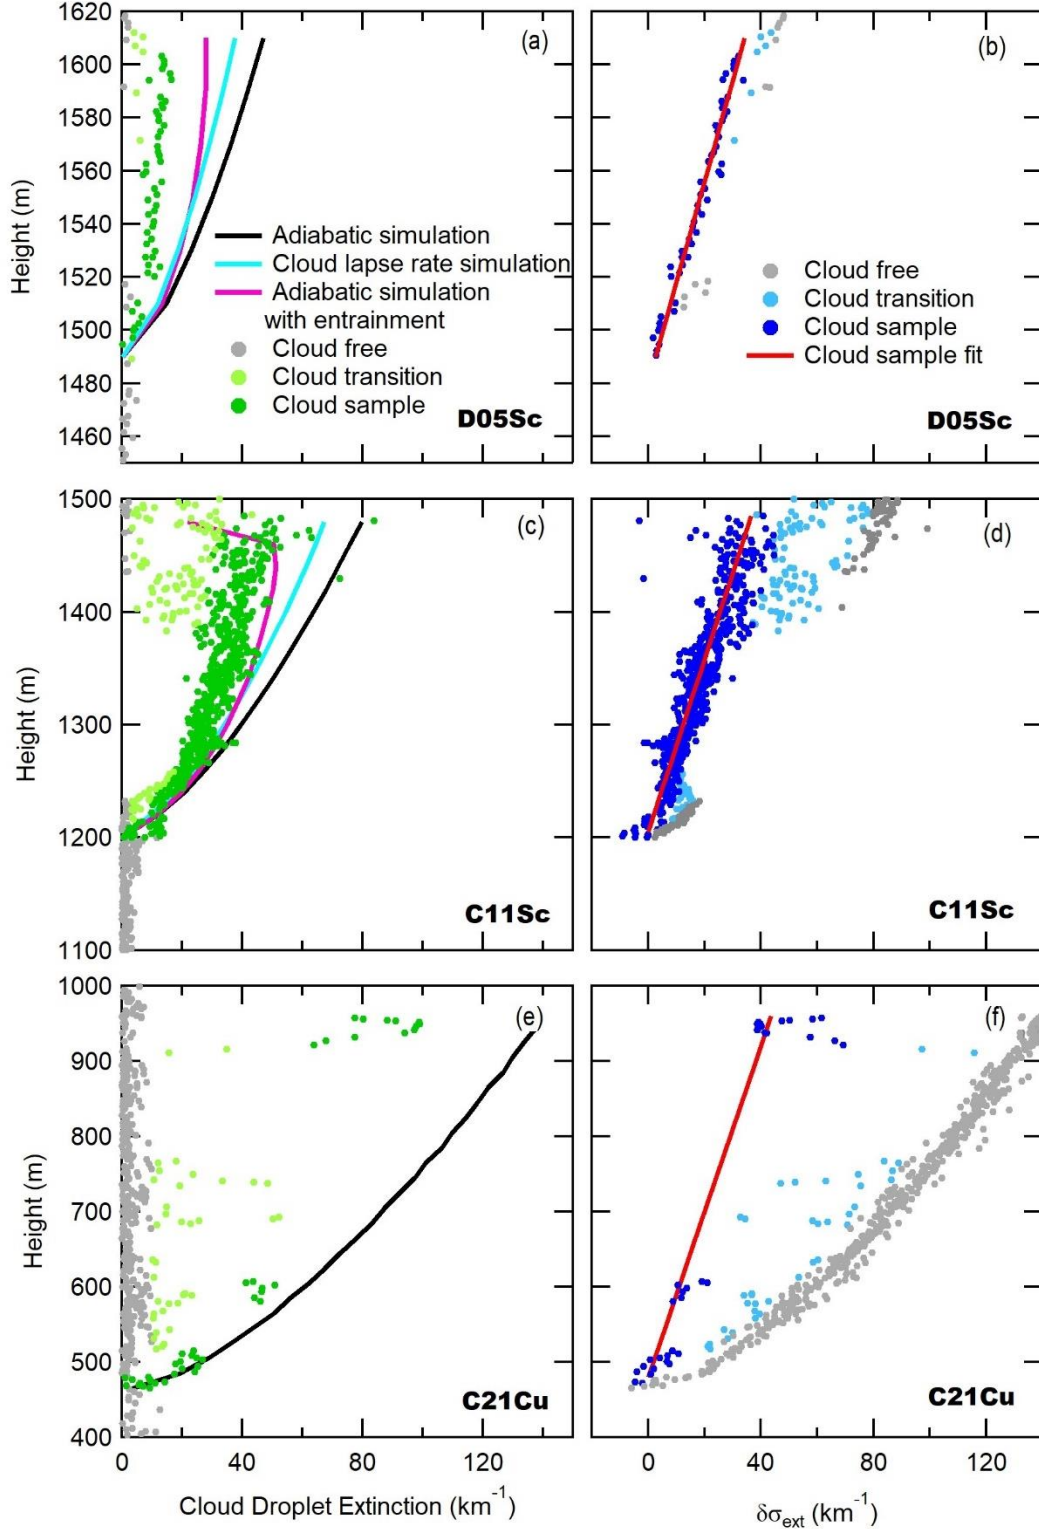 1620
1600
1580
1560
1540
1520
1500
1480
1460
Height (m)
(a)
Adiabatic simulation
Cloud lapse rate simulation
Adiabatic simulation
with entrainment
Cloud free
Cloud transition
Cloud sample
D05Sc
(b)
Cloud free
Cloud transition
Cloud sample
Cloud sample fit
D05Sc
1500
1400
1300
1200
1100
Height (m)
(c)
C11Sc
(d)
C11Sc
1000
900
800
700
600
500
400
Height (m)
(e)
C21Cu
(f)
C21Cu
0 40 80 120
0 40 80 120
Cloud Droplet Extinction (km⁻¹)
δσext (km⁻¹)